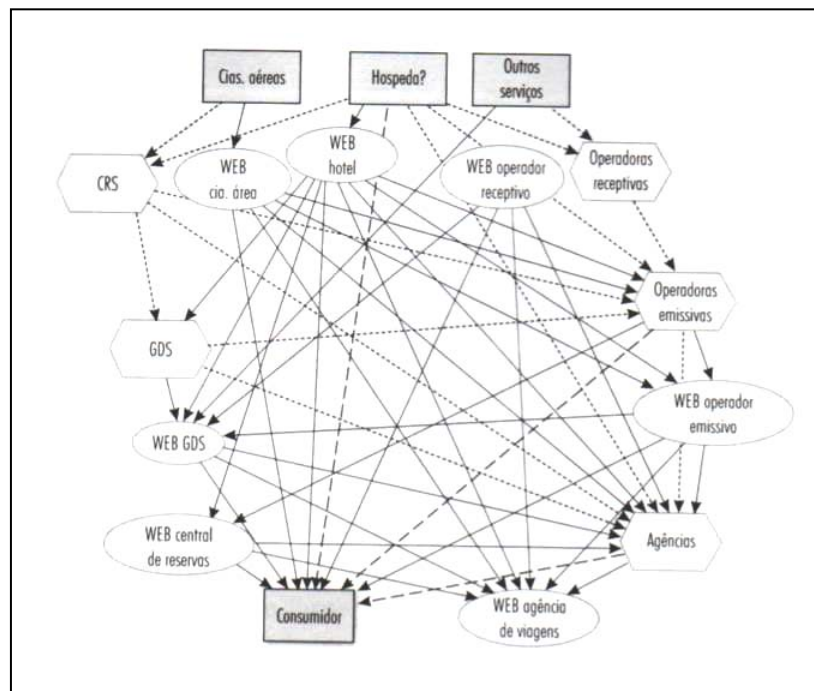 Cias. aéreas
Hospeda?
Outros
serviços
WEB
hotel
WEB
cia. área
WEB operador
receptivo
Operadoras
receptivas
CRS
Operadoras
emissivas
GDS
WEB operador
emissivo
WEB GDS
WEB central
de reservas
Agências
Consumidor
WEB agência
de viagens